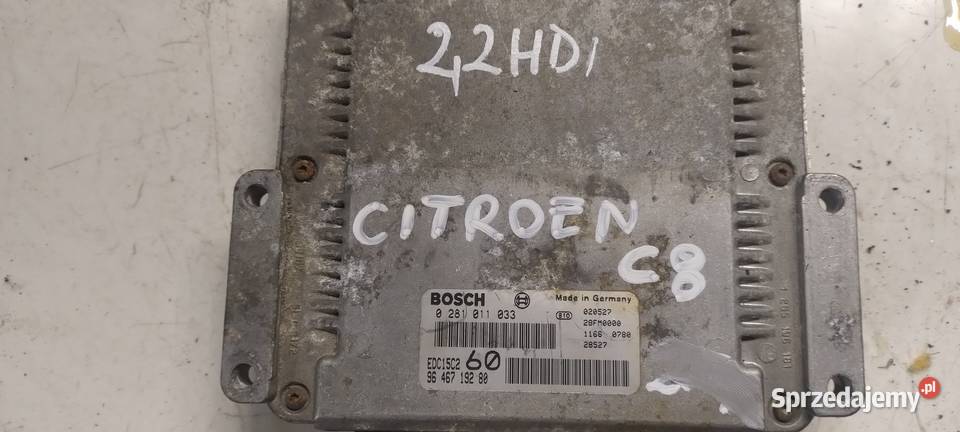 2,2HDI
CITROEN
C8
BOSCH
Made in Germany
0 281 011 033
020527
28FM0000
1166 0780
28527
EDC15C2 60
96 467 192 80
Sprzedajemy.pl